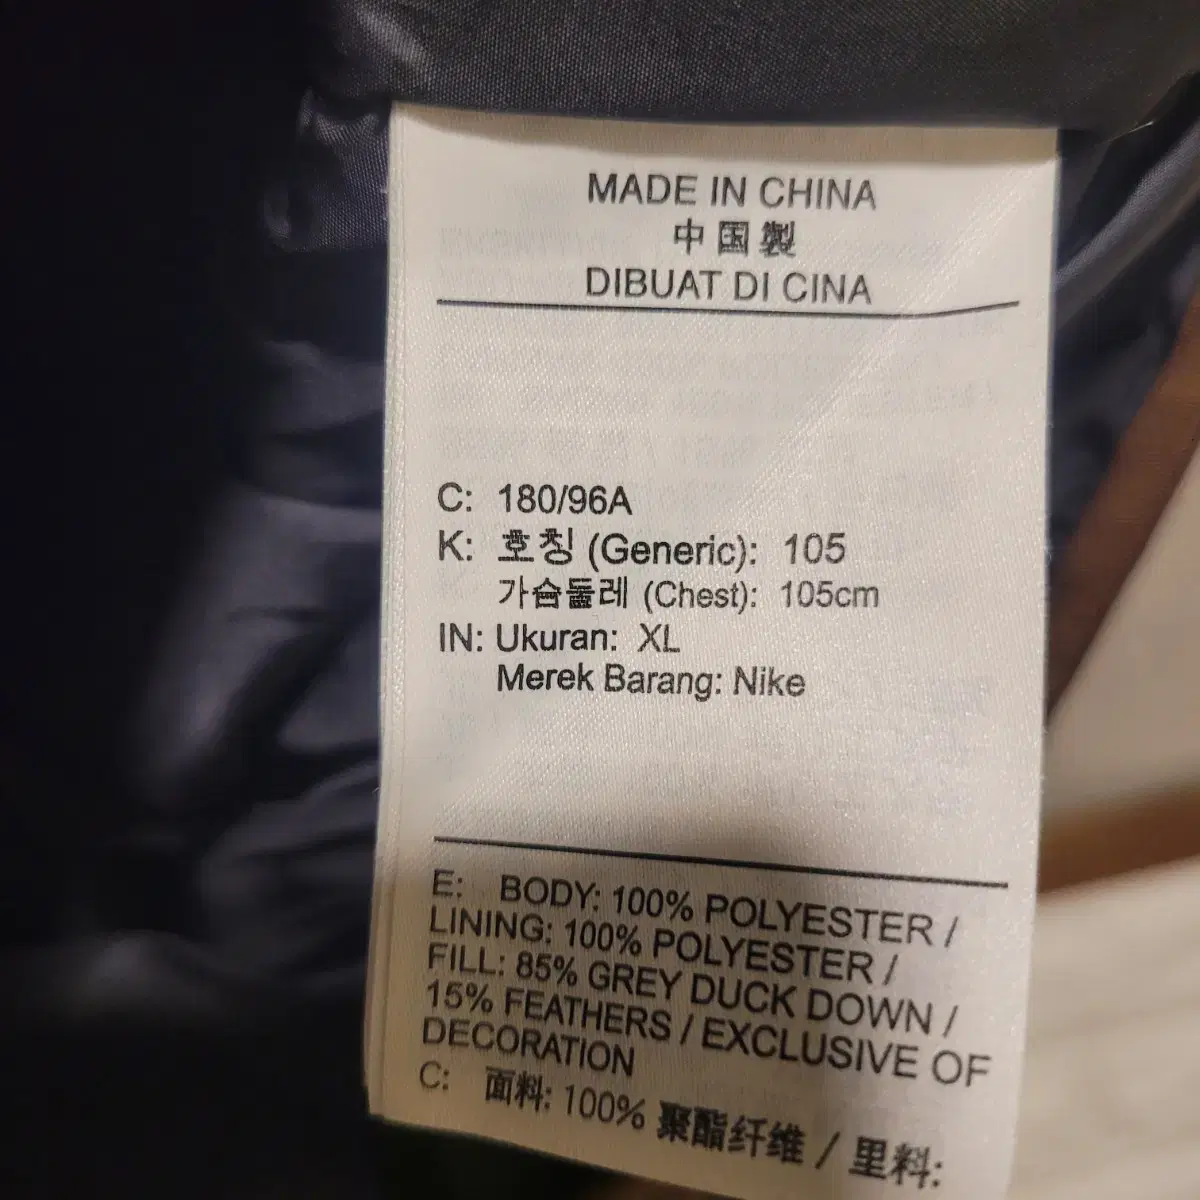 MADE IN CHINA
中国製
DIBUAT DI CINA
C: 180/96A
K: 호칭 (Generic): 105
가슴둘레 (Chest): 105cm
IN: Ukuran: XL
Merek Barang: Nike
E: BODY: 100% POLYESTER /
LINING: 100% POLYESTER /
FILL: 85% GREY DUCK DOWN /
15% FEATHERS / EXCLUSIVE OF
DECORATION
C: 面料: 100% 聚酯纤维 / 里料: